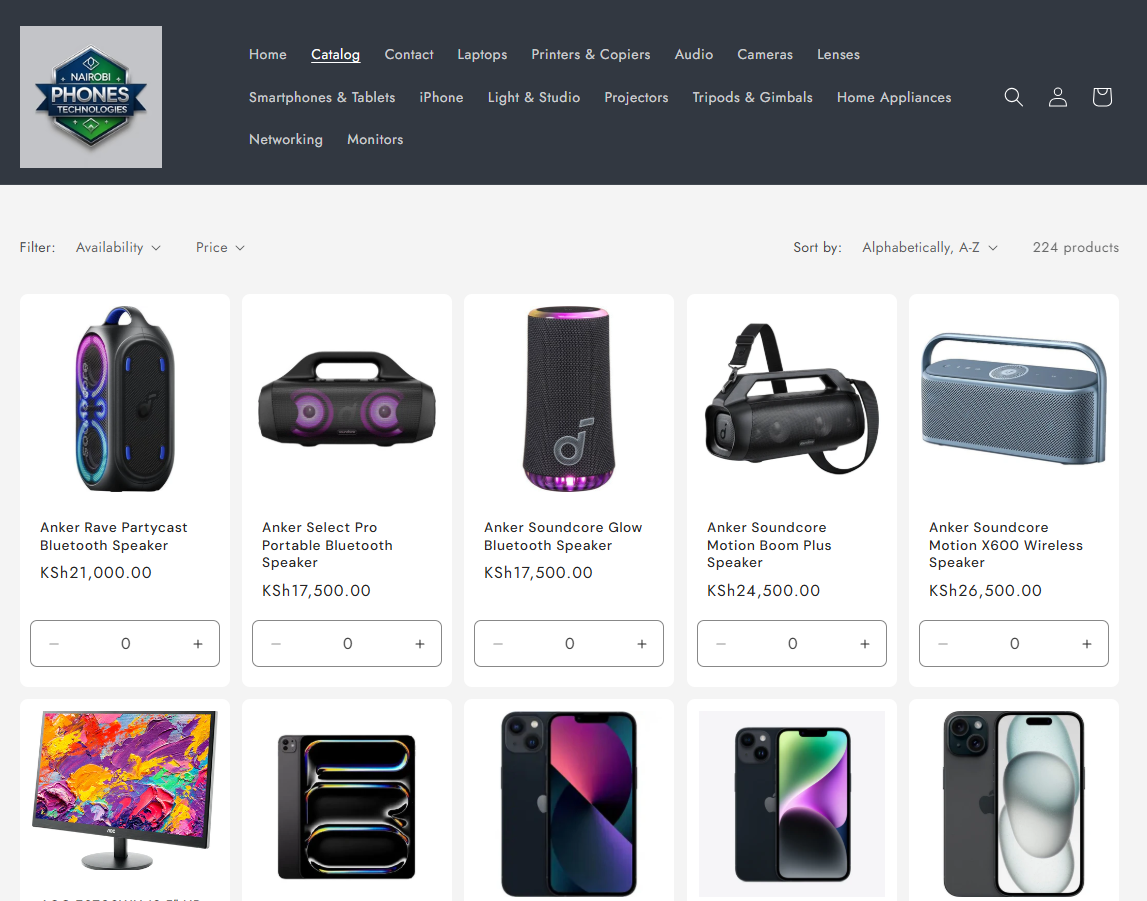 NAIROBI
PHONES
TECHNOLOGIES
Home Catalog Contact Laptops Printers & Copiers Audio Cameras Lenses
Smartphones & Tablets iPhone Light & Studio Projectors Tripods & Gimbals Home Appliances
Networking Monitors
Filter: Availability Price Sort by: Alphabetically, A-Z 224 products
Anker Rave Partycast
Bluetooth Speaker
KSh21,000.00
Anker Select Pro
Portable Bluetooth
Speaker
KSh17,500.00
Anker Soundcore Glow
Bluetooth Speaker
KSh17,500.00
Anker Soundcore
Motion Boom Plus
Speaker
KSh24,500.00
Anker Soundcore
Motion X600 Wireless
Speaker
KSh26,500.00
− 0 +
− 0 +
− 0 +
− 0 +
− 0 +
AOC